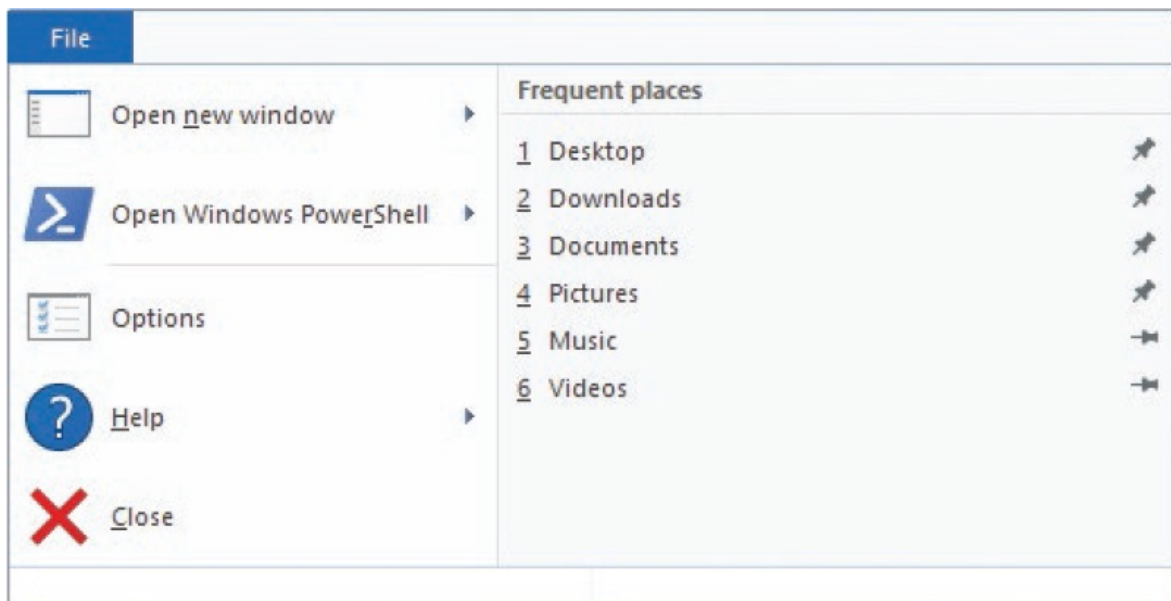 File
Open new window
Open Windows PowerShell
Options
Help
Close
Frequent places
1 Desktop
2 Downloads
3 Documents
4 Pictures
5 Music
6 Videos